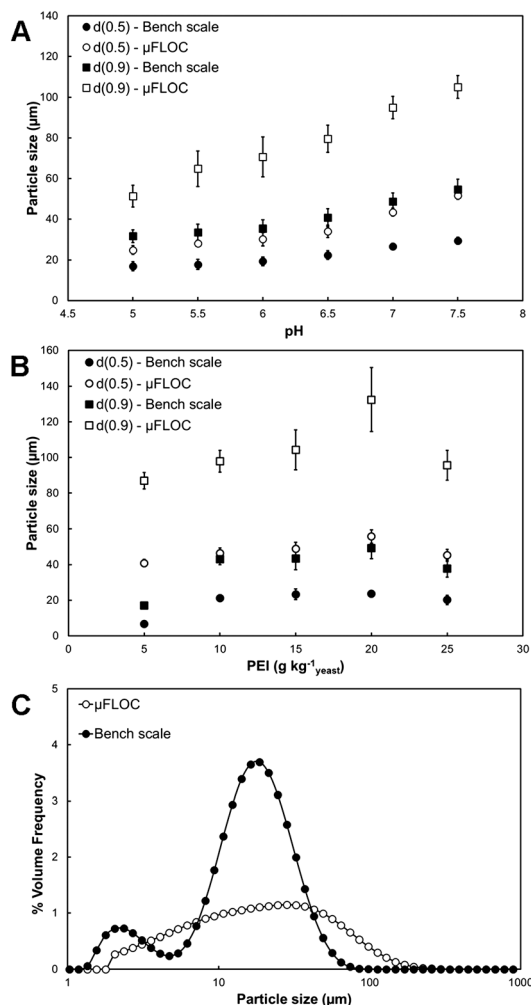 A
d(0.5) - Bench scale
d(0.5) - µFLOC
d(0.9) - Bench scale
d(0.9) - µFLOC
Particle size (µm)
140
120
100
80
60
40
20
0
4.5 5 5.5 6 6.5 7 7.5 8
pH
B
d(0.5) - Bench scale
d(0.5) - µFLOC
d(0.9) - Bench scale
d(0.9) - µFLOC
Particle size (µm)
160
140
120
100
80
60
40
20
0
0 5 10 15 20 25 30
PEI (g kg⁻¹yeast)
C
µFLOC
Bench scale
% Volume Frequency
5
4
3
2
1
0
1 10 100 1000
Particle size (µm)